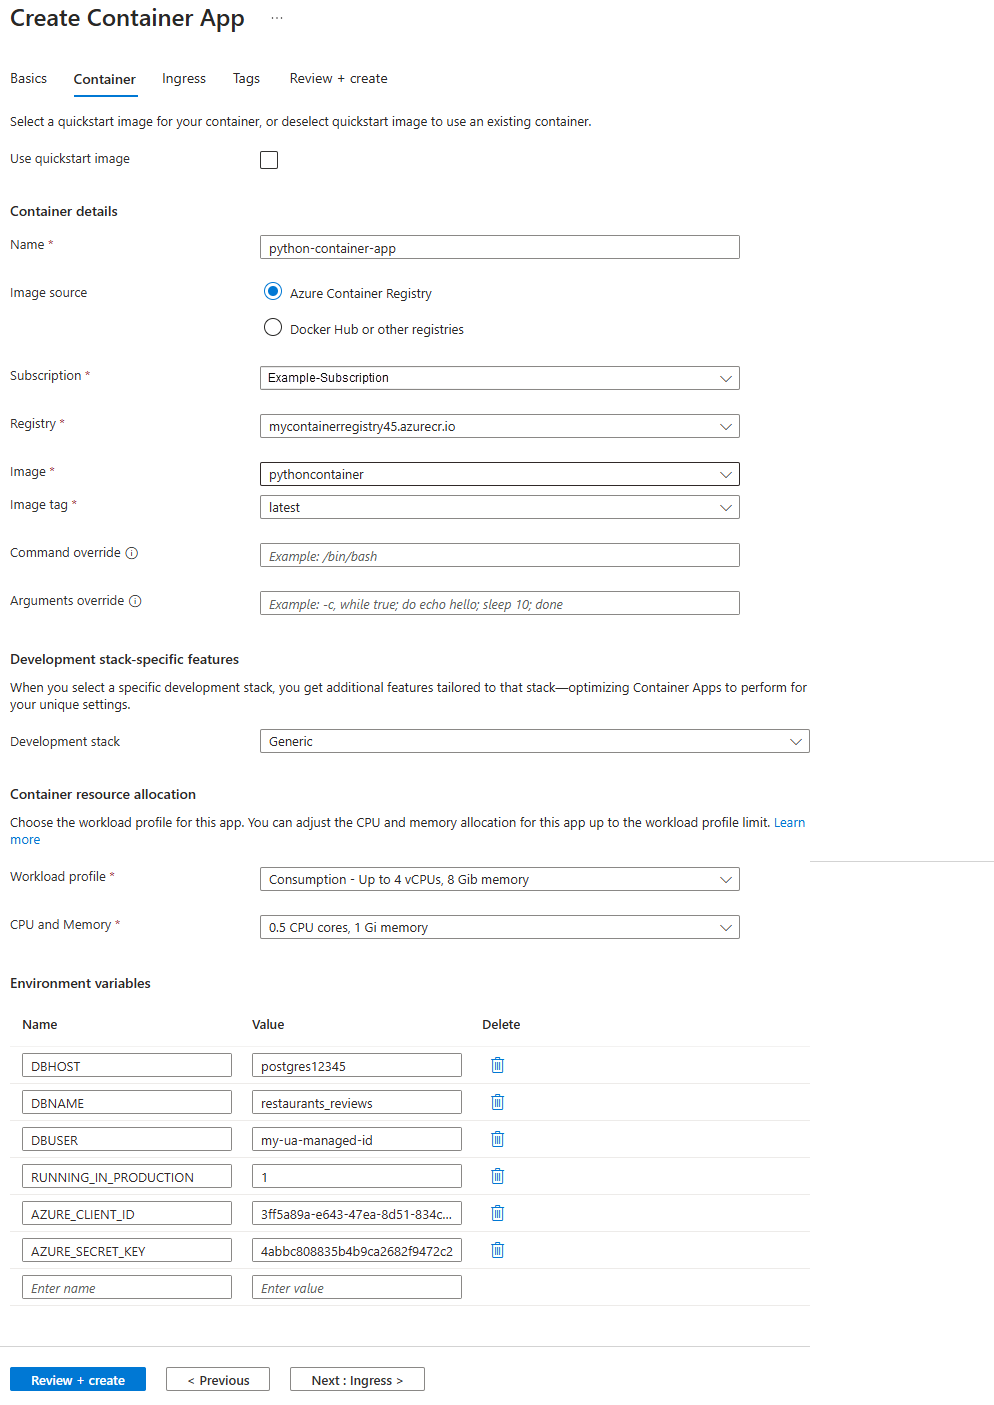 Create Container App ...
Basics Container Ingress Tags Review + create
Select a quickstart image for your container, or deselect quickstart image to use an existing container.
Use quickstart image
Container details
Name * python-container-app
Image source Azure Container Registry
Docker Hub or other registries
Subscription * Example-Subscription
Registry * mycontainerregistry45.azurecr.io
Image * pythoncontainer
Image tag * latest
Command override Example: /bin/bash
Arguments override Example: -c, while true; do echo hello; sleep 10; done
Development stack-specific features
When you select a specific development stack, you get additional features tailored to that stack—optimizing Container Apps to perform for
your unique settings.
Development stack Generic
Container resource allocation
Choose the workload profile for this app. You can adjust the CPU and memory allocation for this app up to the workload profile limit. Learn
more
Workload profile * Consumption - Up to 4 vCPUs, 8 Gib memory
CPU and Memory * 0.5 CPU cores, 1 Gi memory
Environment variables
Name Value Delete
DBHOST postgres12345
DBNAME restaurants_reviews
DBUSER my-ua-managed-id
RUNNING_IN_PRODUCTION 1
AZURE_CLIENT_ID 3ff5a89a-e643-47ea-8d51-834c...
AZURE_SECRET_KEY 4abbc808835b4b9ca2682f9472c2
Enter name Enter value
Review + create < Previous Next : Ingress >